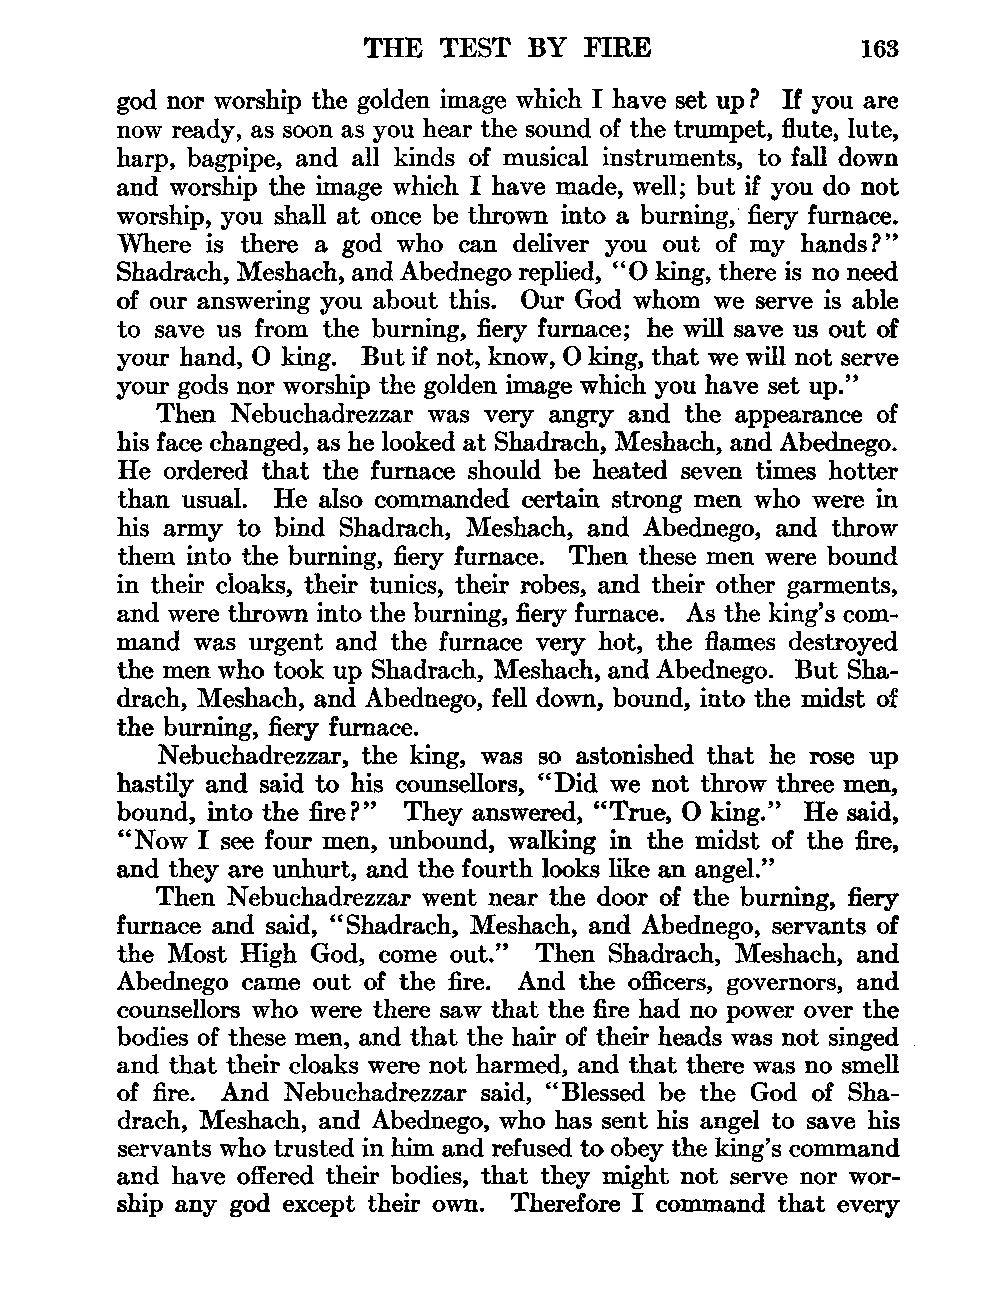 THE TEST BY FIRE 163
god nor worship the golden image which I have set up? If you are
now ready, as soon as you hear the sound of the trumpet, flute, lute,
harp, bagpipe, and all kinds of musical instruments, to fall down
and worship the image which I have made, well; but if you do not
worship, you shall at once be thrown into a burning, fiery furnace.
Where is there a god who can deliver you out of my hands?”
Shadrach, Meshach, and Abednego replied, “O king, there is no need
of our answering you about this. Our God whom we serve is able
to save us from the burning, fiery furnace; he will save us out of
your hand, O king. But if not, know, O king, that we will not serve
your gods nor worship the golden image which you have set up.”
Then Nebuchadrezzar was very angry and the appearance of
his face changed, as he looked at Shadrach, Meshach, and Abednego.
He ordered that the furnace should be heated seven times hotter
than usual. He also commanded certain strong men who were in
his army to bind Shadrach, Meshach, and Abednego, and throw
them into the burning, fiery furnace. Then these men were bound
in their cloaks, their tunics, their robes, and their other garments,
and were thrown into the burning, fiery furnace. As the king’s com-
mand was urgent and the furnace very hot, the flames destroyed
the men who took up Shadrach, Meshach, and Abednego. But Sha-
drach, Meshach, and Abednego, fell down, bound, into the midst of
the burning, fiery furnace.
Nebuchadrezzar, the king, was so astonished that he rose up
hastily and said to his counsellors, “Did we not throw three men,
bound, into the fire?” They answered, “True, O king.” He said,
“Now I see four men, unbound, walking in the midst of the fire,
and they are unhurt, and the fourth looks like an angel.”
Then Nebuchadrezzar went near the door of the burning, fiery
furnace and said, “Shadrach, Meshach, and Abednego, servants of
the Most High God, come out.” Then Shadrach, Meshach, and
Abednego came out of the fire. And the officers, governors, and
counsellors who were there saw that the fire had no power over the
bodies of these men, and that the hair of their heads was not singed
and that their cloaks were not harmed, and that there was no smell
of fire. And Nebuchadrezzar said, “Blessed be the God of Sha-
drach, Meshach, and Abednego, who has sent his angel to save his
servants who trusted in him and refused to obey the king’s command
and have offered their bodies, that they might not serve nor wor-
ship any god except their own. Therefore I command that every